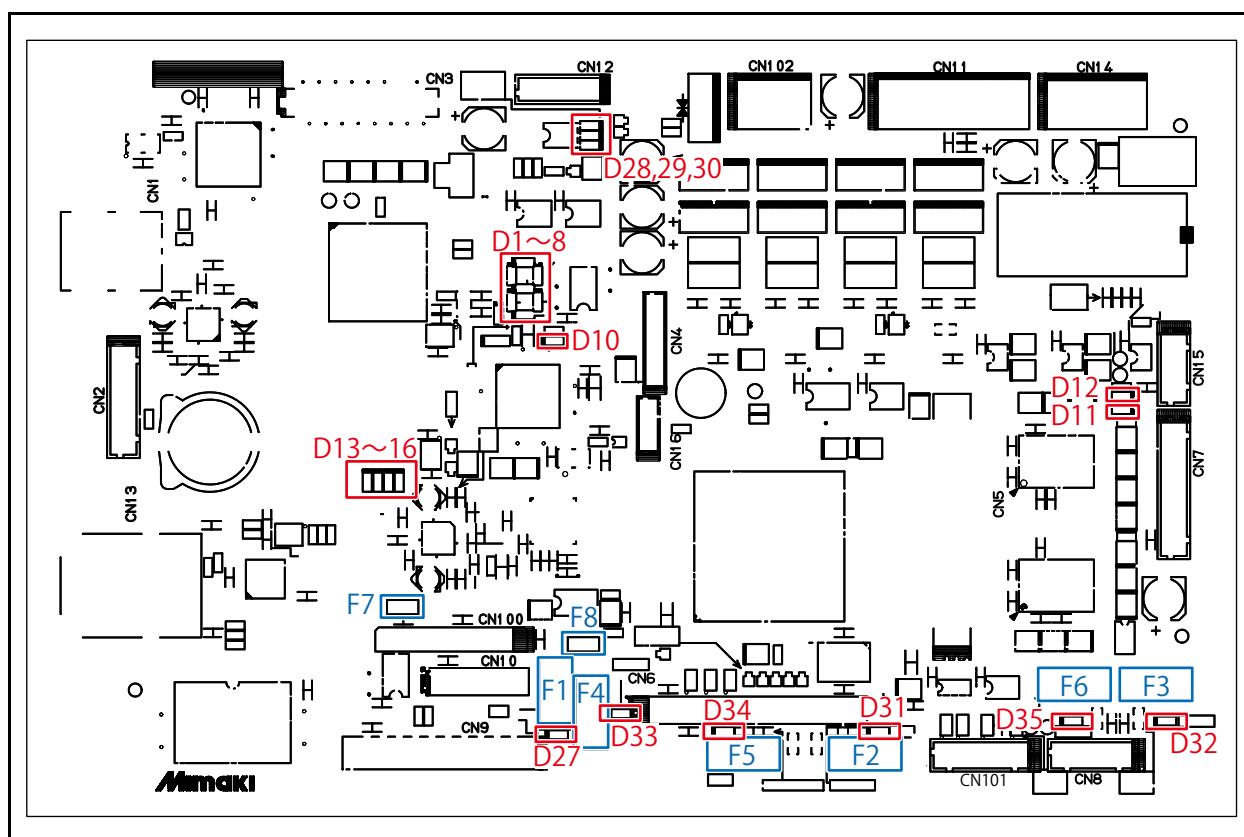 CN3
CN12
CN102
CN11
CN14
CN1
D28,29,30
D1～8
D10
CN4
CN15
CN2
D12
D11
D13～16
CN16
CN7
CN13
CN5
F7
CN100
F8
CN10
CN6
F1
F4
F6
F3
D34
D31
D35
D33
CN9
D27
F5
F2
D32
CN101
CN8
Mimaki